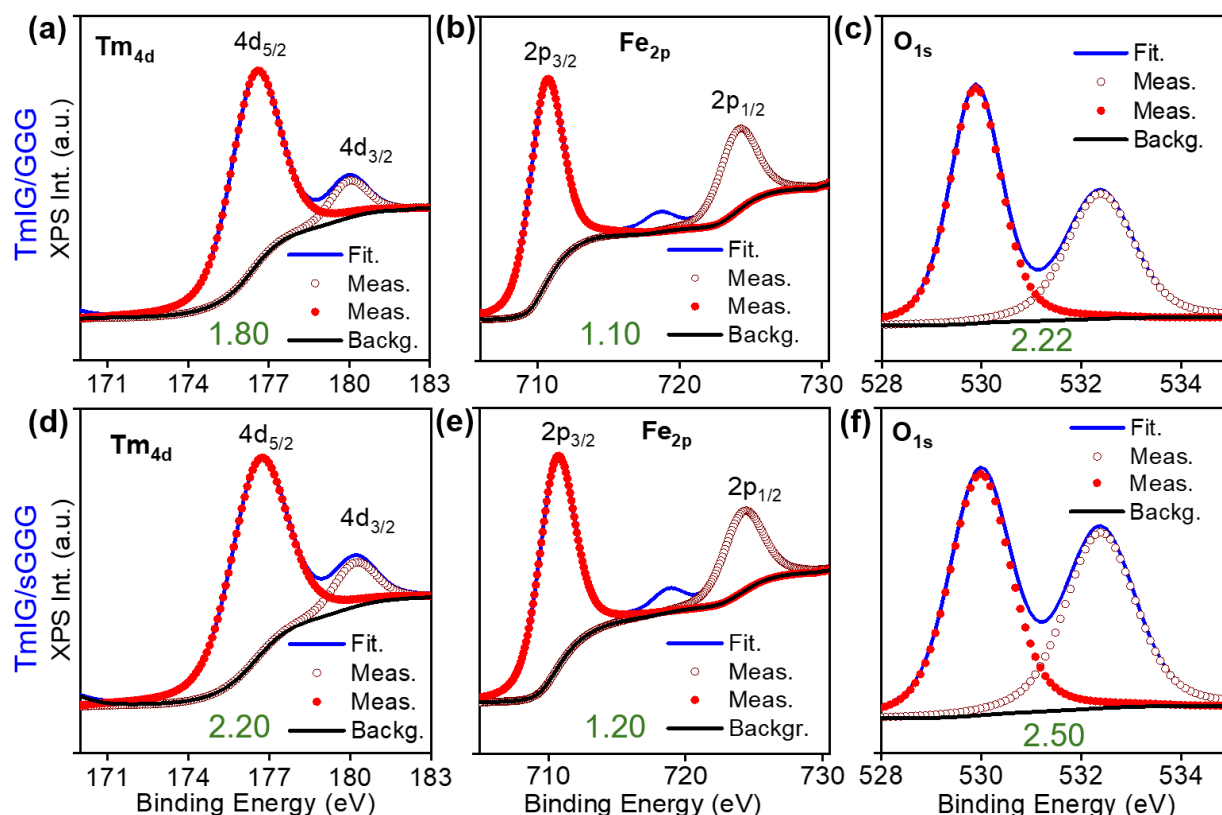 (a)
Tm4d
4d5/2
4d3/2
TmIG/GGG
XPS Int. (a.u.)
Fit.
Meas.
Meas.
Backg.
1.80
171 174 177 180 183
(b)
Fe2p
2p3/2
2p1/2
Fit.
Meas.
Meas.
Backg.
1.10
710 720 730
(c)
O1s
Fit.
Meas.
Meas.
Backg.
2.22
528 530 532 534
(d)
Tm4d
4d5/2
4d3/2
TmIG/sGGG
XPS Int. (a.u.)
Fit.
Meas.
Meas.
Backg.
2.20
171 174 177 180 183
Binding Energy (eV)
(e)
Fe2p
2p3/2
2p1/2
Fit.
Meas.
Meas.
Backgr.
1.20
710 720 730
Binding Energy (eV)
(f)
O1s
Fit.
Meas.
Meas.
Backg.
2.50
528 530 532 534
Binding Energy (eV)